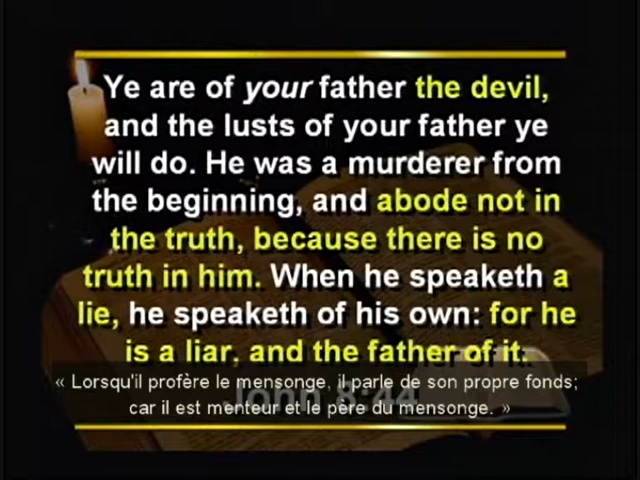 Ye are of your father the devil,
and the lusts of your father ye
will do. He was a murderer from
the beginning, and abode not in
the truth, because there is no
truth in him. When he speaketh a
lie, he speaketh of his own: for he
is a liar, and the father of it.
« Lorsqu'il profère le mensonge, il parle de son propre fonds;
car il est menteur et le père du mensonge. »
John 8:44